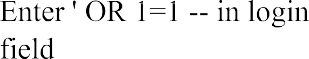 Enter ' OR 1=1 -- in login
field